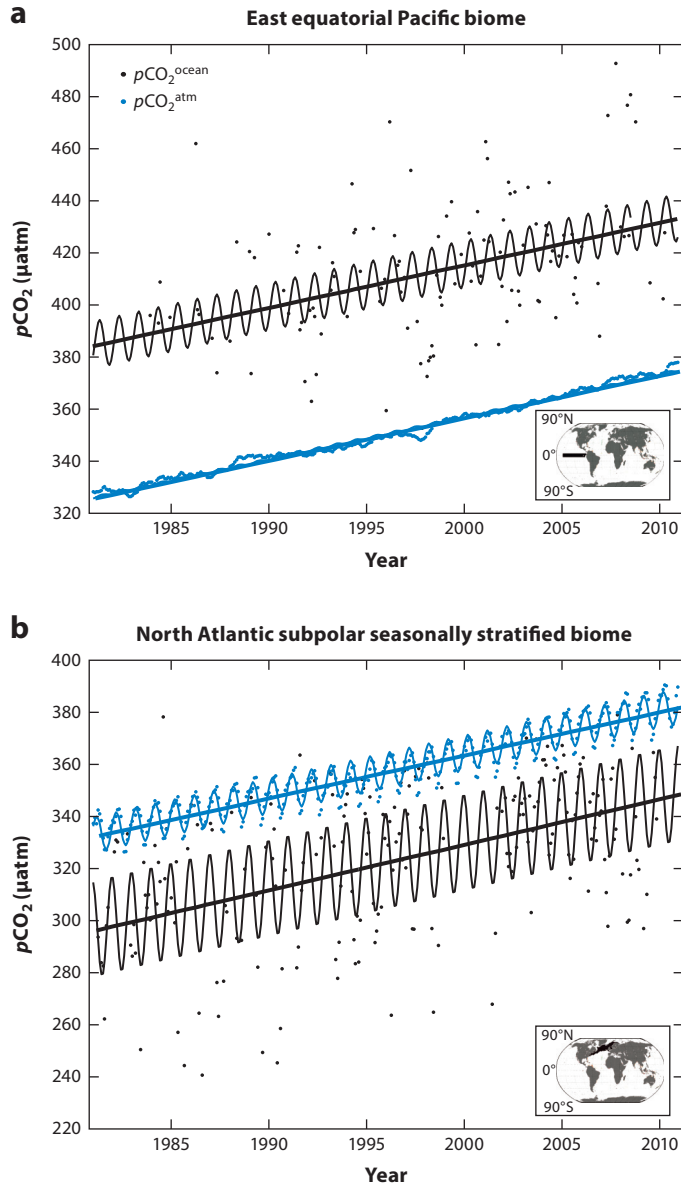 a
East equatorial Pacific biome
500
480
460
440
420
400
380
360
340
320
pCO₂ (µatm)
pCO₂ᵒᶜᵉᵃⁿ
pCO₂ᵃᵗᵐ
90°N
0°
90°S
1985 1990 1995 2000 2005 2010
Year
b
North Atlantic subpolar seasonally stratified biome
400
380
360
340
320
300
280
260
240
220
pCO₂ (µatm)
90°N
0°
90°S
1985 1990 1995 2000 2005 2010
Year